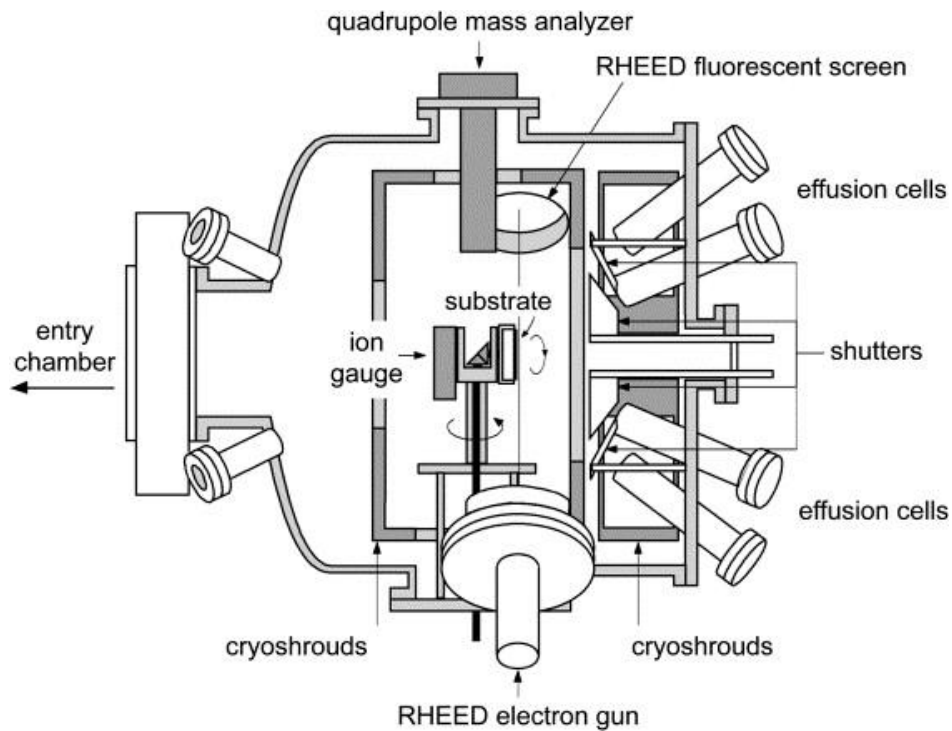 quadrupole mass analyzer
RHEED fluorescent screen
effusion cells
substrate
entry
chamber
ion
gauge
shutters
effusion cells
cryoshrouds
cryoshrouds
RHEED electron gun